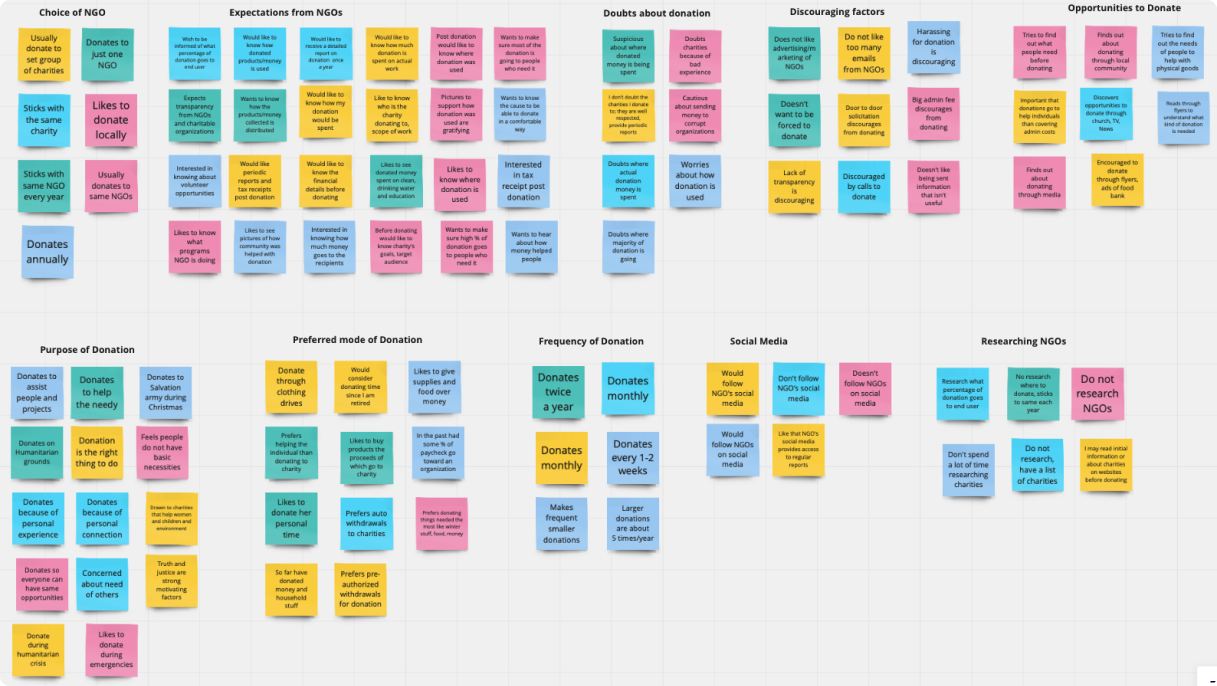 Choice of NGO
Usually
donate to
set group
of charities
Donates to
just one
NGO
Sticks with
the same
charity
Likes to
donate
locally
Sticks with
same NGO
every year
Usually
donates to
same NGOs
Donates
annually
Expectations from NGOs
Wish to be
informed of what
percentage of
donation goes to
end user
Would like to
know how
donated
products/money
is used
Would like to
receive a detailed
report on
donation once
a year
Would like to
know how much
donation is
spent on actual
work
Post donation
would like to
know where
donation was
used
Wants to make
sure most of the
donation is
going to people
who need it
Expects
transparency
from NGOs
and charitable
organizations
Wants to know
how the
products/money
collected is
distributed
Would like to
know how my
donation
would be
spent
Like to know
who is the
charity
donating to,
scope of work
Pictures to
support how
donation was
used are
gratifying
Wants to know
the cause to be
able to donate
in a comfortable
way
Interested in
knowing about
volunteer
opportunities
Would like
periodic
reports and
tax receipts
post donation
Would like to
know the
financial
details before
donating
Likes to see
donated money
spent on clean,
drinking water
and education
Likes to
know where
donation is
used
Interested
in tax
receipt post
donation
Likes to know
what
programs
NGO is doing
Likes to see
pictures of how
community was
helped with
donation
Interested in
knowing how
much money
goes to the
recipients
Before donating
would like to
know charity's
goals, target
audience
Wants to make
sure high % of
donation goes
to people who
need it
Wants to hear
about how
money helped
people
Doubts about donation
Suspicious
about where
donated
money is being
spent
Doubts
charities
because of bad
experience
I don't doubt the
charities I donate
to; they are well
respected,
provide periodic
reports
Cautious
about sending
money to
corrupt
organizations
Doubts where
actual
donation
money is
spent
Worries
about how
donation is
used
Doubts where
majority of
donation is
going
Discouraging factors
Does not like
advertising/m
arketing of
NGOs
Do not like
too many
emails
from NGOs
Harassing
for donation
is
discouraging
Doesn't
want to be
forced to
donate
Door to door
solicitation
discourages
from donating
Big admin fee
discourages
from
donating
Lack of
transparency
is
discouraging
Discouraged
by calls to
donate
Doesn't like
being sent
information
that isn't
useful
Opportunities to Donate
Tries to find
out what
people need
before
donating
Finds out
about
donating
through local
community
Tries to find
out the needs
of people to
help with
physical goods
Important that
donations go to
help individuals
than covering
admin costs
Discovers
opportunities to
donate through
church, TV,
News
Reads through
flyers to
understand what
kind of donation
is needed
Finds out
about
donating
through media
Encouraged to
donate
through flyers,
ads of food
bank
Purpose of Donation
Donates to
assist
people and
projects
Donates
to help
the needy
Donates to
Salvation
army during
Christmas
Donates on
Humanitarian
grounds
Donation
is the right
thing to do
Feels people
do not have
basic
necessities
Donates
because of
personal
experience
Donates
because of
personal
connection
Drawn to charities
that help women
and children and
environment
Donates so
everyone can
have same
opportunities
Concerned
about need
of others
Truth and
justice are
strong
motivating
factors
Donate
during
humanitarian
crisis
Likes to
donate
during
emergencies
Preferred mode of Donation
Donate
through
clothing
drives
Would
consider
donating time
since I am
retired
Likes to give
supplies and
food over
money
Prefers
helping the
individual than
donating to
charity
Likes to buy
products the
proceeds of
which go to
charity
In the past had
some % of
paycheck go
toward an
organization
Likes to
donate her
personal
time
Prefers auto
withdrawals
to charities
Prefers donating
things needed the
most like winter
stuff, food, money
So far have
donated
money and
household
stuff
Prefers pre-
authorized
withdrawals
for donation
Frequency of Donation
Donates
twice
a year
Donates
monthly
Donates
monthly
Donates
every 1-2
weeks
Makes
frequent
smaller
donations
Larger
donations
are about
5 times/year
Social Media
Would
follow
NGO's social
media
Don't follow
NGO's social
media
Doesn't
follow NGOs
on social
media
Would
follow NGOs
on social
media
Like that NGO's
social media
provides access
to regular
reports
Researching NGOs
Research what
percentage of
donation goes
to end user
No research
where to
donate, sticks
to same each
year
Do not
research
NGOs
Don't spend
a lot of time
researching
charities
Do not
research,
have a list
of charities
I may read initial
information or
about charities
on websites
before donating